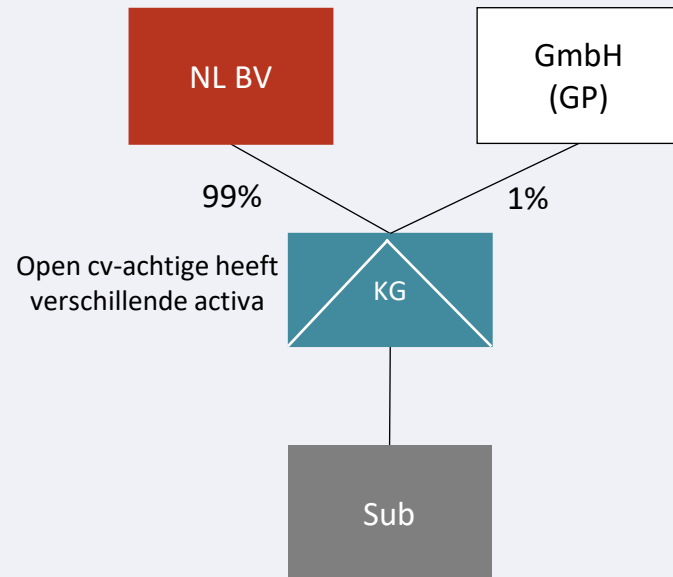 NL BV
GmbH
(GP)
99%
1%
Open cv-achtige heeft
verschillende activa
KG
Sub